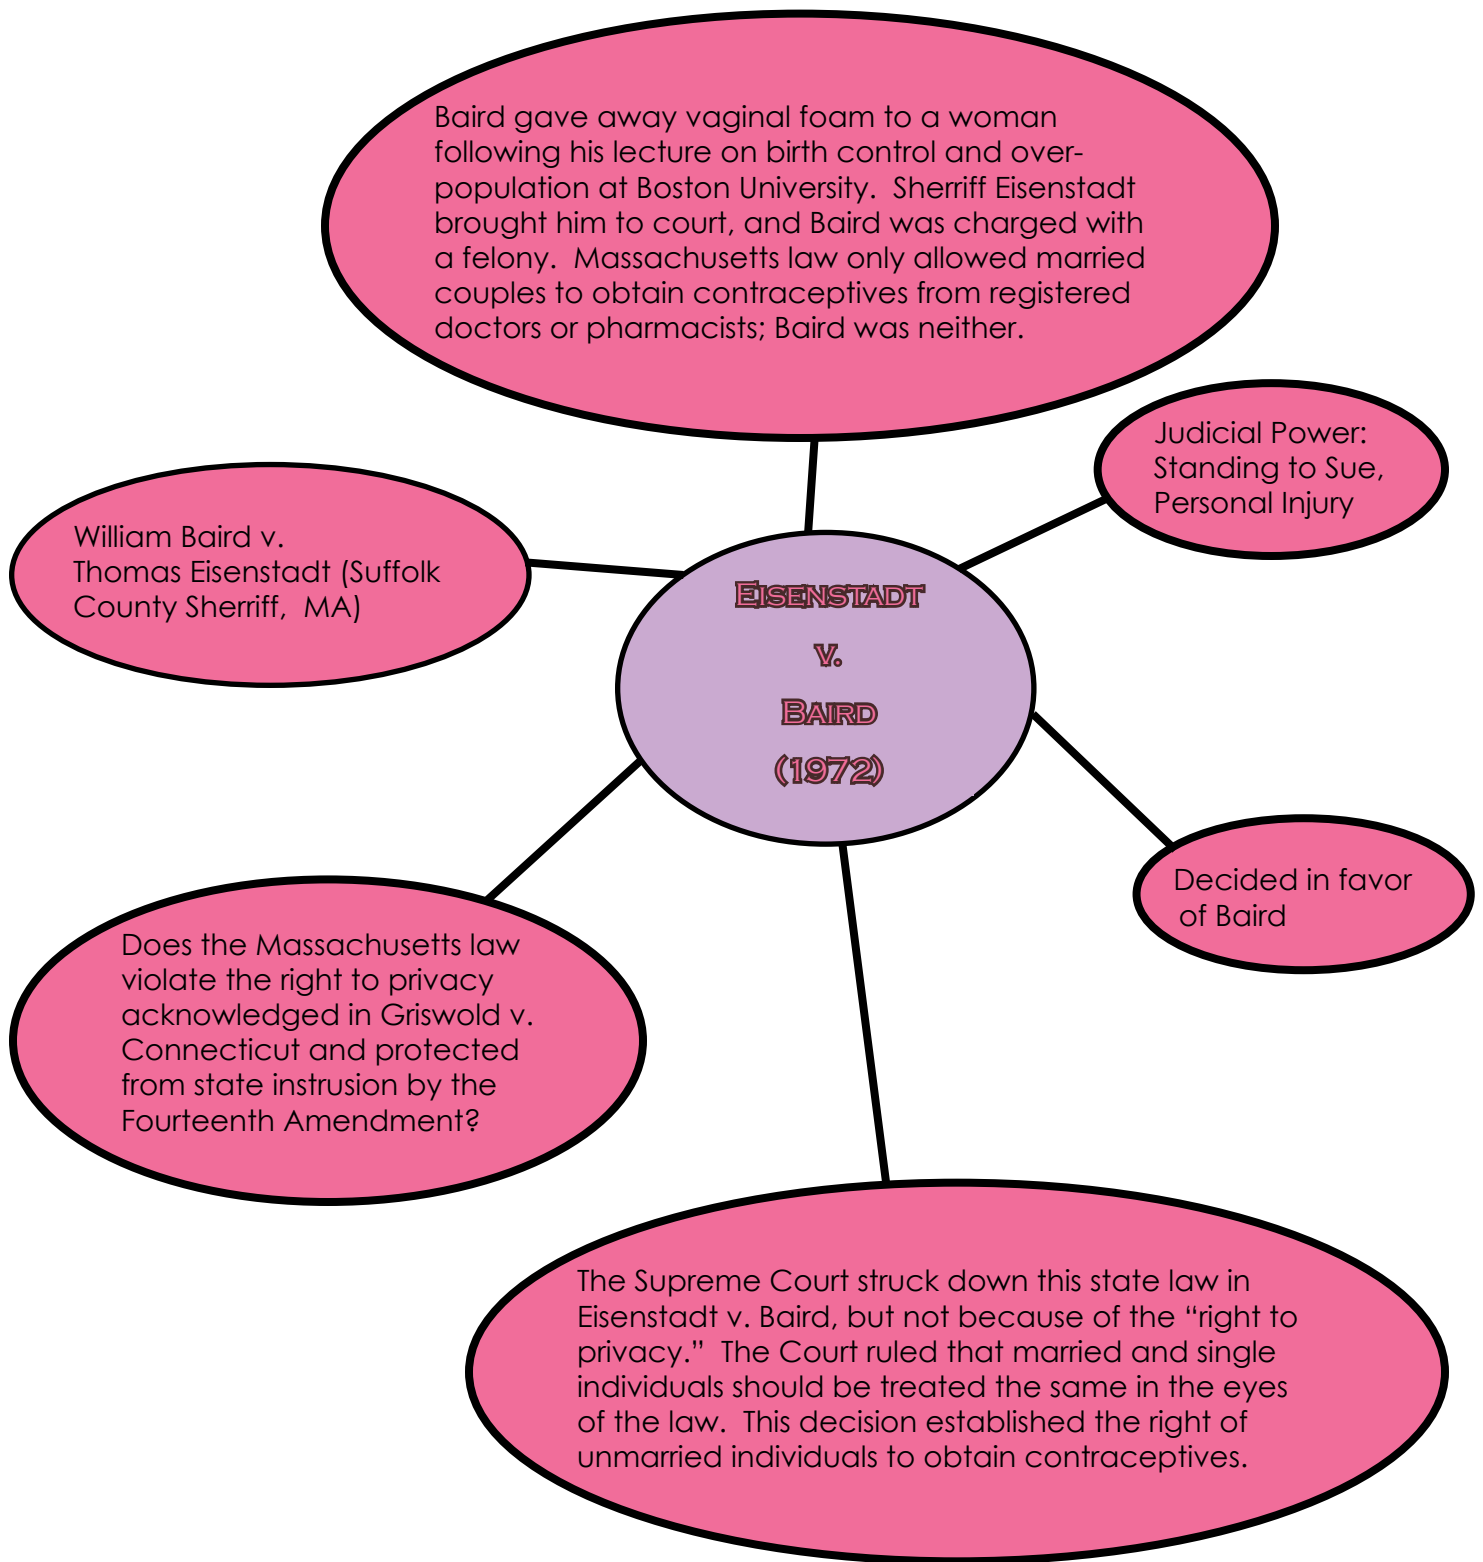 Baird gave away vaginal foam to a woman
following his lecture on birth control and over-
population at Boston University.  Sherriff Eisenstadt
brought him to court, and Baird was charged with
a felony.  Massachusetts law only allowed married
couples to obtain contraceptives from registered
doctors or pharmacists; Baird was neither.
Judicial Power:
Standing to Sue,
Personal Injury
William Baird v.
Thomas Eisenstadt (Suffolk
County Sherriff,  MA)
Eisenstadt
v.
Baird
(1972)
Decided in favor
of Baird
Does the Massachusetts law
violate the right to privacy
acknowledged in Griswold v.
Connecticut and protected
from state instrusion by the
Fourteenth Amendment?
The Supreme Court struck down this state law in
Eisenstadt v. Baird, but not because of the “right to
privacy.”  The Court ruled that married and single
individuals should be treated the same in the eyes
of the law.  This decision established the right of
unmarried individuals to obtain contraceptives.